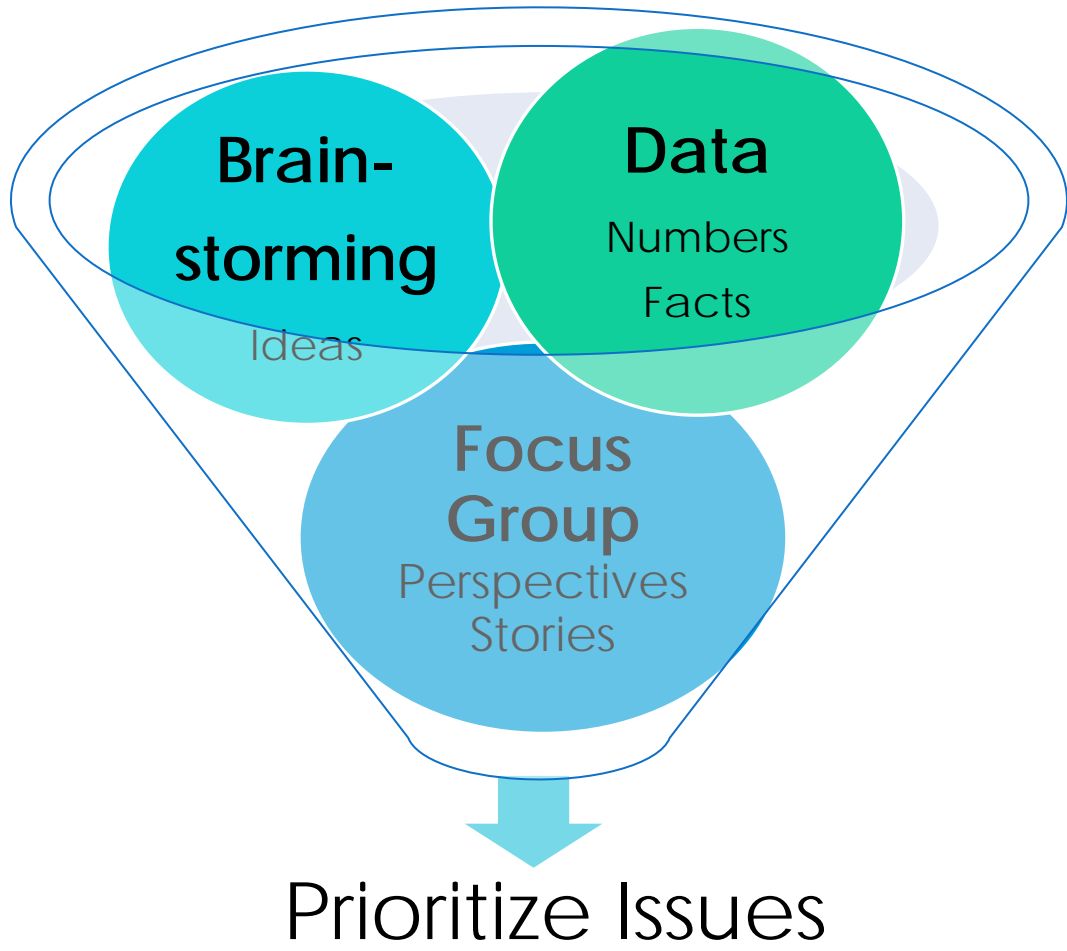 Brain-
storming
Ideas
Data
Numbers
Facts
Focus
Group
Perspectives
Stories
Prioritize Issues